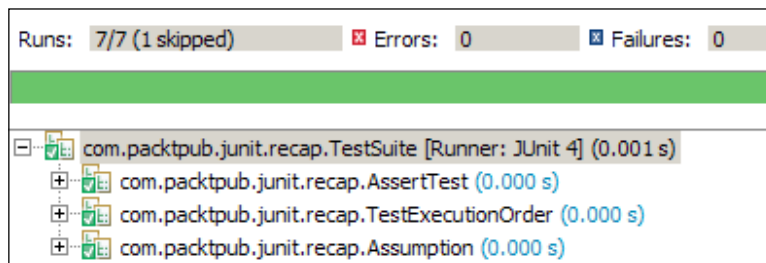 Runs: 7/7 (1 skipped) Errors: 0 Failures: 0
com.packtpub.junit.recap.TestSuite [Runner: JUnit 4] (0.001 s)
com.packtpub.junit.recap.AssertTest (0.000 s)
com.packtpub.junit.recap.TestExecutionOrder (0.000 s)
com.packtpub.junit.recap.Assumption (0.000 s)